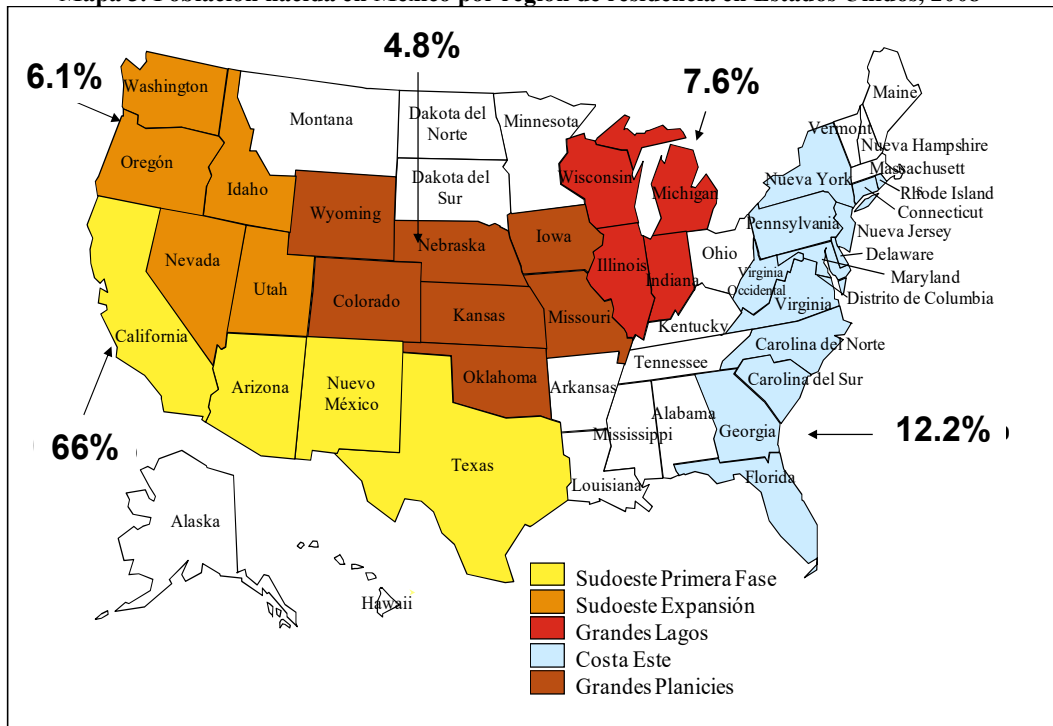 Mapa 3. Población nacida en México por región de residencia en Estados Unidos, 2008
4.8%
6.1%
7.6%
Washington
Montana
Dakota del
Norte
Minnesota
Maine
Vermont
Nueva Hampshire
Massachusett
Oregón
Idaho
Dakota del
Sur
Wisconsin
Michigan
Nueva York
Rhode Island
Connecticut
Wyoming
Nueva Jersey
Pennsylvania
Nebraska
Iowa
Ohio
Delaware
Nevada
Illinois
Indiana
Virginia
Occidental
Maryland
Utah
Colorado
Distrito de Columbia
Virginia
Kansas
Missouri
Kentucky
California
Carolina del Norte
Tennessee
Oklahoma
Arizona
Nuevo
México
Arkansas
Carolina del Sur
Alabama
Mississippi
Georgia
12.2%
66%
Texas
Louisiana
Florida
Alaska
Hawaii
Sudoeste Primera Fase
Sudoeste Expansión
Grandes Lagos
Costa Este
Grandes Planicies